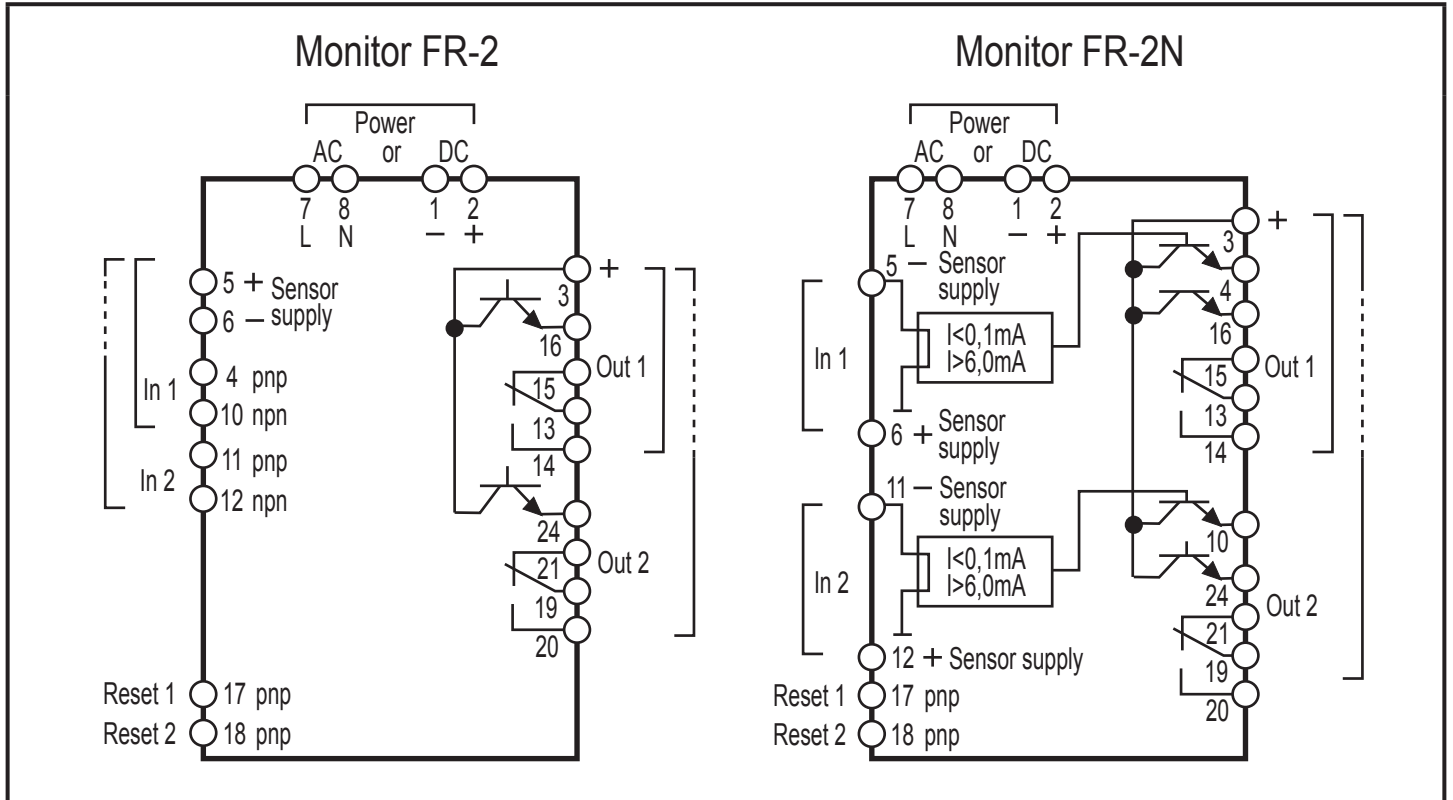 Monitor FR-2
Power
AC or DC
7 8 1 2
L N − +
5 + Sensor
6 − supply
4 pnp
In 1
10 npn
11 pnp
In 2
12 npn
Reset 1 17 pnp
Reset 2 18 pnp
+
3
16
Out 1
15
13
14
24
Out 2
21
19
20
Monitor FR-2N
Power
AC or DC
7 8 1 2
L N − +
5 − Sensor
supply
I<0,1mA
I>6,0mA
In 1
6 + Sensor
supply
11 − Sensor
supply
I<0,1mA
I>6,0mA
In 2
12 + Sensor supply
Reset 1 17 pnp
Reset 2 18 pnp
+
3
4
16
Out 1
15
13
14
10
24
Out 2
21
19
20